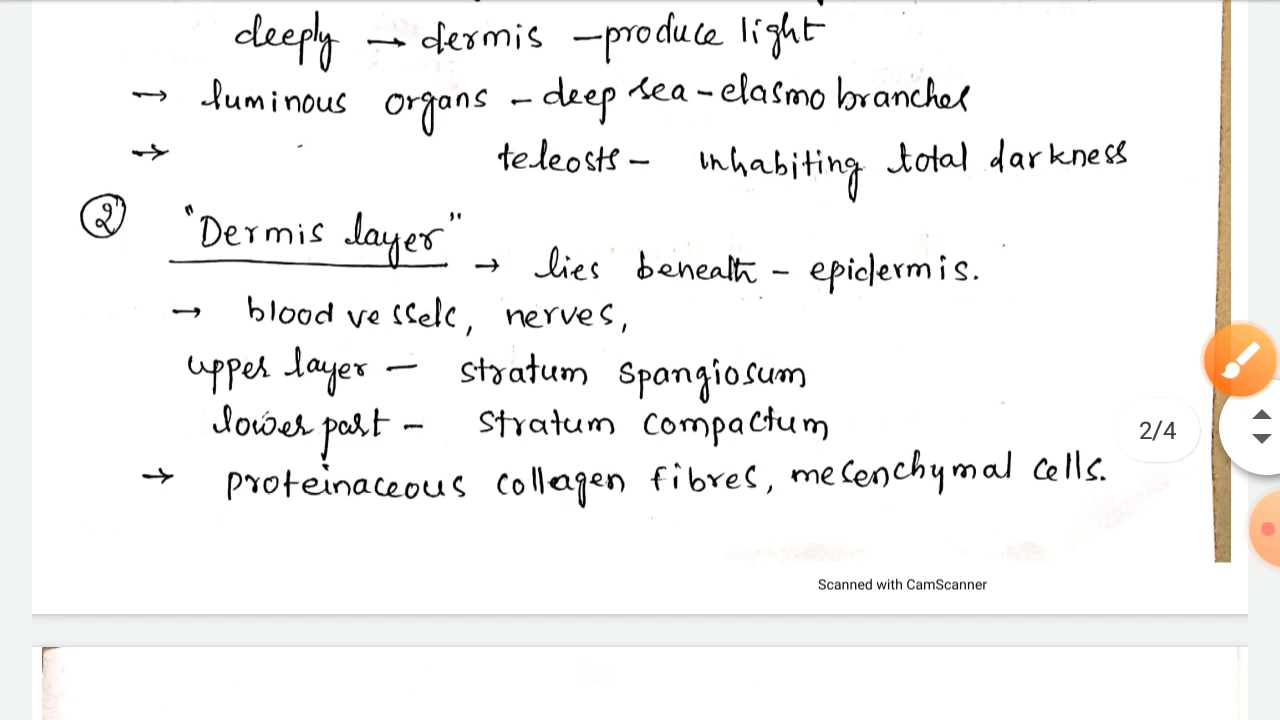 deeply → dermis – produce light
→ luminous organs – deep sea – elasmobranches
→ teleosts – inhabiting total darkness
② "Dermis layer" → lies beneath – epidermis.
→ blood vessels, nerves,
upper layer – stratum spangiosum
lower part – stratum compactum
→ proteinaceous collagen fibres, mesenchymal cells.
2/4
Scanned with CamScanner